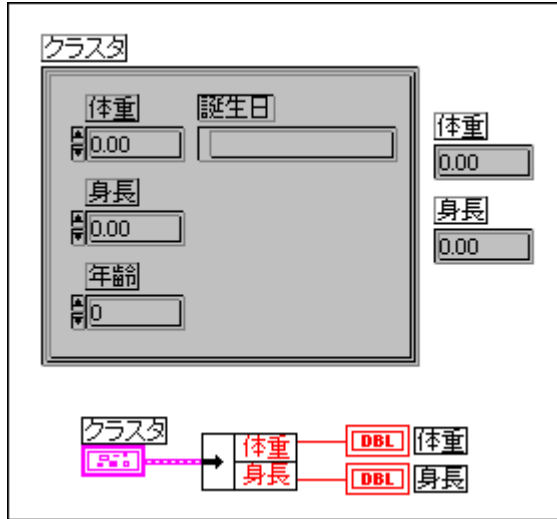 クラスタ
体重 誕生日
0.00
身長
0.00
年齢
0
体重
0.00
身長
0.00
クラスタ
体重 DBL 体重
身長 DBL 身長